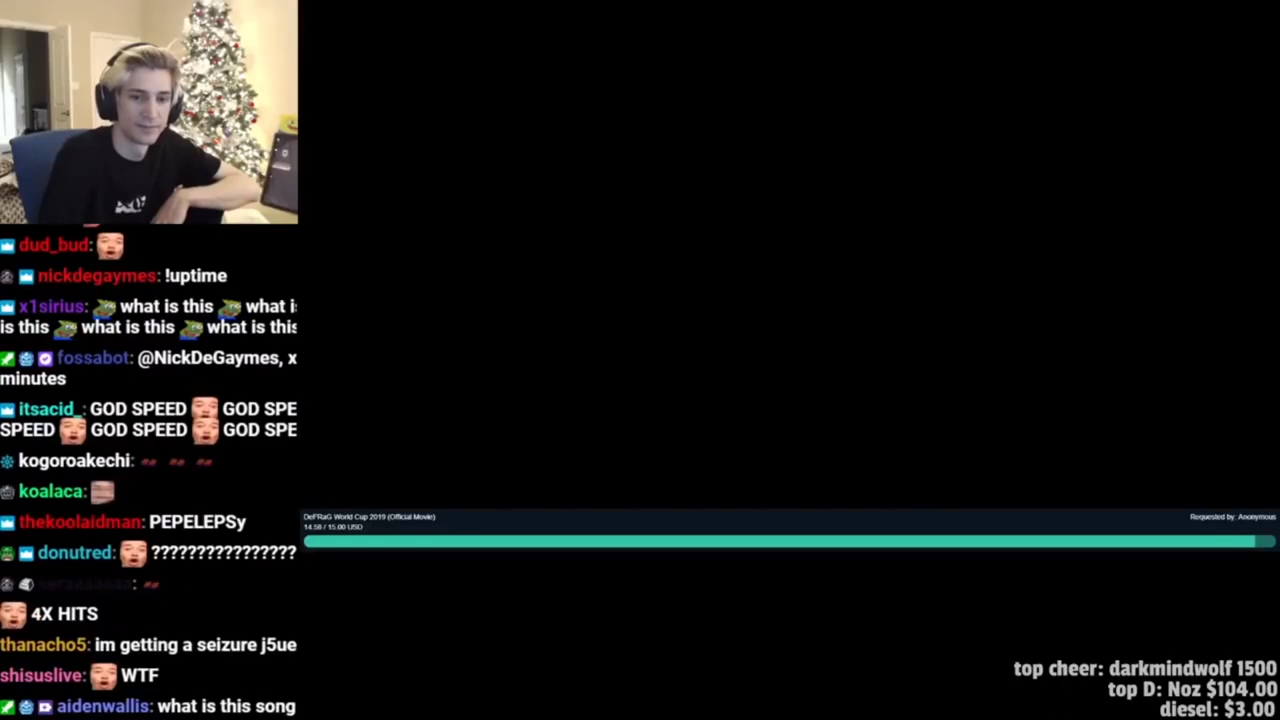 dud_bud:
nickdegaymes: !uptime
x1sirius: what is this what is
is this what is this what is this
fossabot: @NickDeGaymes, x
minutes
itsacid_: GOD SPEED GOD SPE
SPEED GOD SPEED GOD SPE
kogoroakechi:
koalaca:
thekoolaidman: PEPELEPSy
donutred: ????????????????
4X HITS
thanacho5: im getting a seizure j5ue
shisuslive: WTF
aidenwallis: what is this song
DeFRaG World Cup 2019 (Official Movie)
Requested by: Anonymous
14.58 / 15.00 USD
top cheer: darkmindwolf 1500
top D: Noz $104.00
diesel: $3.00